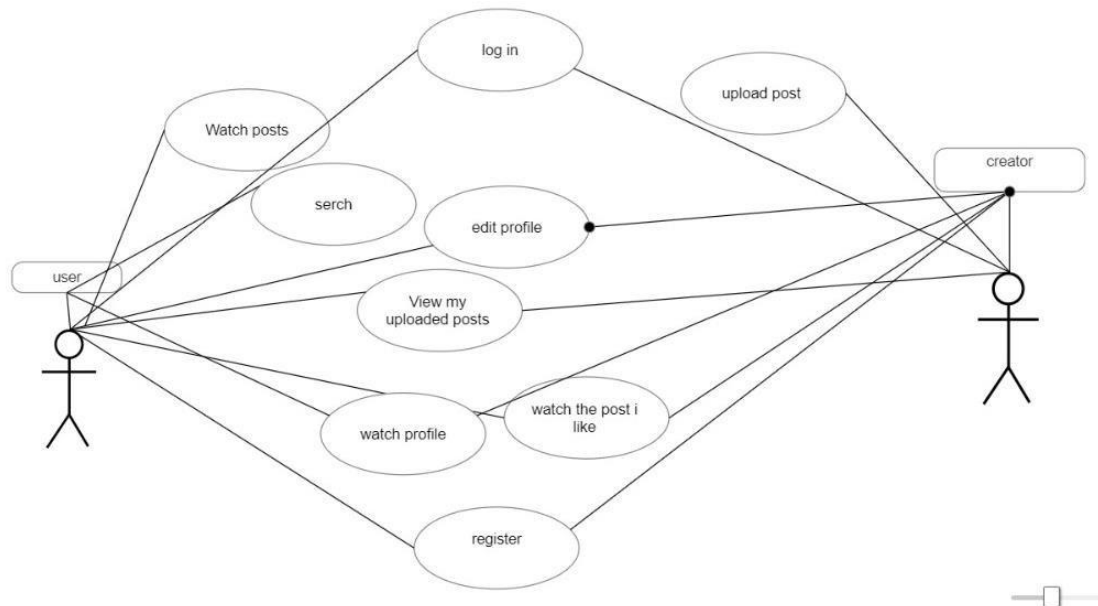 log in
upload post
Watch posts
creator
serch
edit profile
user
View my
uploaded posts
watch the post i
like
watch profile
register